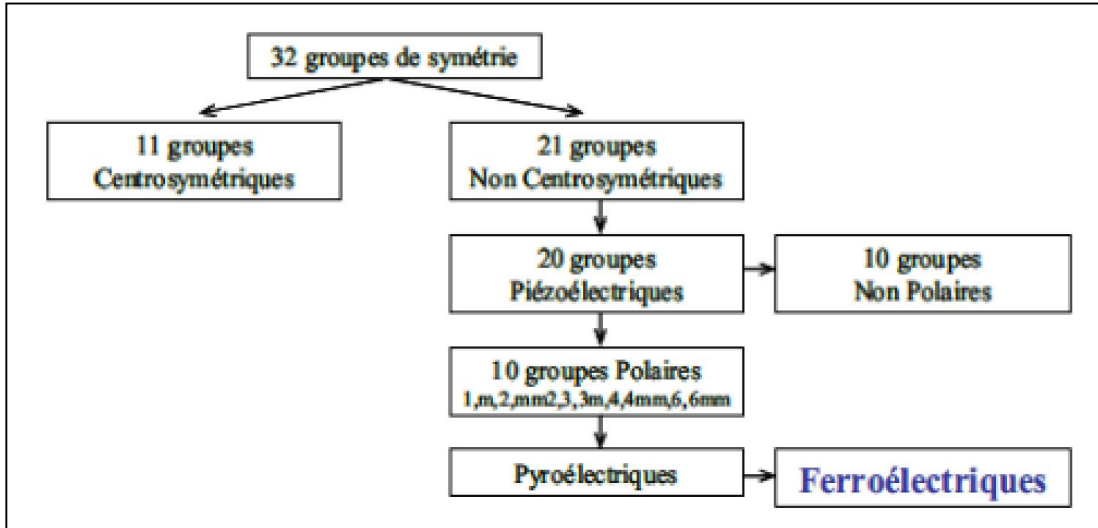 32 groupes de symétrie
11 groupes
Centrosymétriques
21 groupes
Non Centrosymétriques
20 groupes
Piézoélectriques
10 groupes
Non Polaires
10 groupes Polaires
1,m,2,mm2,3,3m,4,4mm,6,6mm
Pyroélectriques
Ferroélectriques